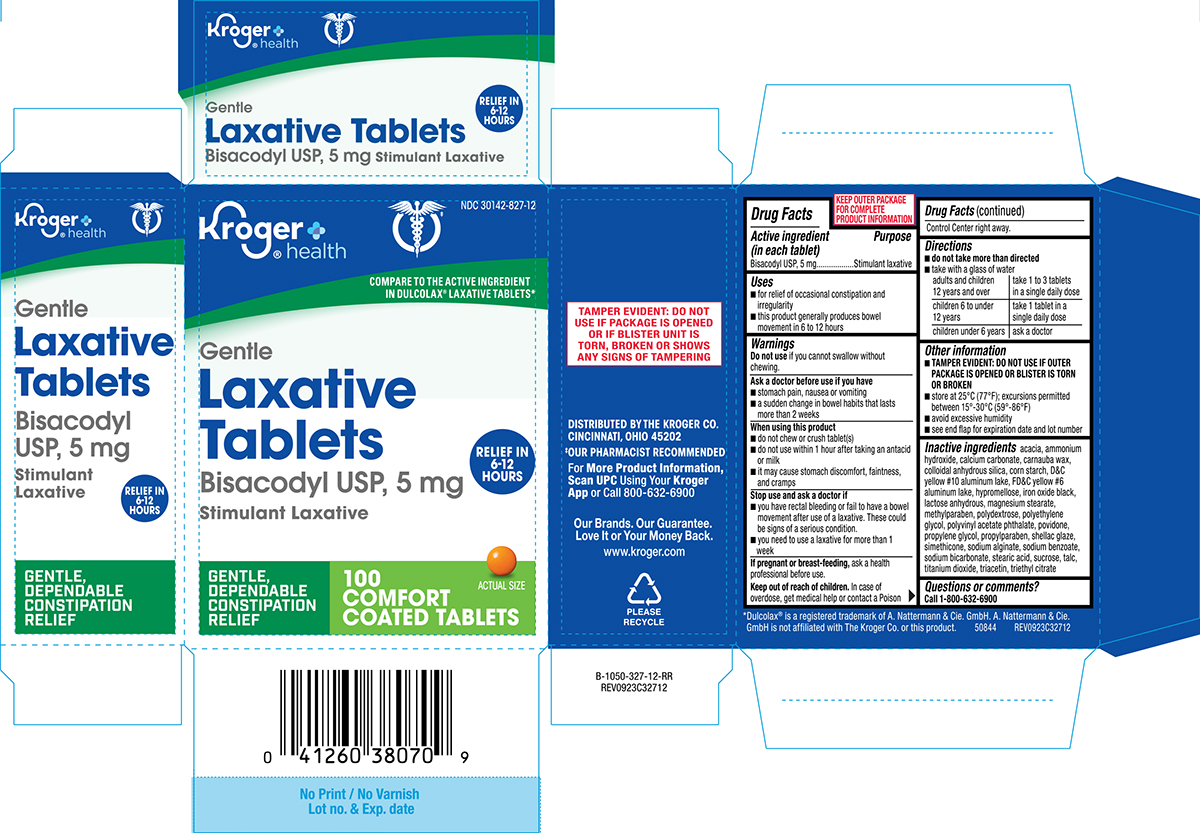 Kroger
® health
Gentle
Laxative Tablets
Bisacodyl USP, 5 mg Stimulant Laxative
RELIEF IN
6-12
HOURS
Kroger
® health
Gentle
Laxative
Tablets
Bisacodyl
USP, 5 mg
Stimulant
Laxative
RELIEF IN
6-12
HOURS
GENTLE,
DEPENDABLE
CONSTIPATION
RELIEF
NDC 30142-827-12
Kroger
® health
COMPARE TO THE ACTIVE INGREDIENT
IN DULCOLAX® LAXATIVE TABLETS*
Gentle
Laxative
Tablets
Bisacodyl USP, 5 mg
Stimulant Laxative
RELIEF IN
6-12
HOURS
GENTLE,
DEPENDABLE
CONSTIPATION
RELIEF
100
COMFORT
COATED TABLETS
ACTUAL SIZE
0 41260 38070 9
No Print / No Varnish
Lot no. & Exp. date
TAMPER EVIDENT: DO NOT
USE IF PACKAGE IS OPENED
OR IF BLISTER UNIT IS
TORN, BROKEN OR SHOWS
ANY SIGNS OF TAMPERING
DISTRIBUTED BY THE KROGER CO.
CINCINNATI, OHIO 45202
‡OUR PHARMACIST RECOMMENDED
For More Product Information,
Scan UPC Using Your Kroger
App or Call 800-632-6900
Our Brands. Our Guarantee.
Love It or Your Money Back.
www.kroger.com
PLEASE
RECYCLE
B-1050-327-12-RR
REV0923C32712
Drug Facts
KEEP OUTER PACKAGE
FOR COMPLETE
PRODUCT INFORMATION
Active ingredient Purpose
(in each tablet)
Bisacodyl USP, 5 mg...................Stimulant laxative
Uses
■ for relief of occasional constipation and
irregularity
■ this product generally produces bowel
movement in 6 to 12 hours
Warnings
Do not use if you cannot swallow without
chewing.
Ask a doctor before use if you have
■ stomach pain, nausea or vomiting
■ a sudden change in bowel habits that lasts
more than 2 weeks
When using this product
■ do not chew or crush tablet(s)
■ do not use within 1 hour after taking an antacid
or milk
■ it may cause stomach discomfort, faintness,
and cramps
Stop use and ask a doctor if
■ you have rectal bleeding or fail to have a bowel
movement after use of a laxative. These could
be signs of a serious condition.
■ you need to use a laxative for more than 1
week
If pregnant or breast-feeding, ask a health
professional before use.
Keep out of reach of children. In case of
overdose, get medical help or contact a Poison
Drug Facts (continued)
Control Center right away.
Directions
■ do not take more than directed
■ take with a glass of water
adults and children take 1 to 3 tablets
12 years and over in a single daily dose
children 6 to under take 1 tablet in a
12 years single daily dose
children under 6 years ask a doctor
Other information
■ TAMPER EVIDENT: DO NOT USE IF OUTER
PACKAGE IS OPENED OR BLISTER IS TORN
OR BROKEN
■ store at 25°C (77°F); excursions permitted
between 15°-30°C (59°-86°F)
■ avoid excessive humidity
■ see end flap for expiration date and lot number
Inactive ingredients acacia, ammonium
hydroxide, calcium carbonate, carnauba wax,
colloidal anhydrous silica, corn starch, D&C
yellow #10 aluminum lake, FD&C yellow #6
aluminum lake, hypromellose, iron oxide black,
lactose anhydrous, magnesium stearate,
methylparaben, polydextrose, polyethylene
glycol, polyvinyl acetate phthalate, povidone,
propylene glycol, propylparaben, shellac glaze,
simethicone, sodium alginate, sodium benzoate,
sodium bicarbonate, stearic acid, sucrose, talc,
titanium dioxide, triacetin, triethyl citrate
Questions or comments?
Call 1-800-632-6900
*Dulcolax® is a registered trademark of A. Nattermann & Cie. GmbH. A. Nattermann & Cie.
GmbH is not affiliated with The Kroger Co. or this product. 50844 REV0923C32712